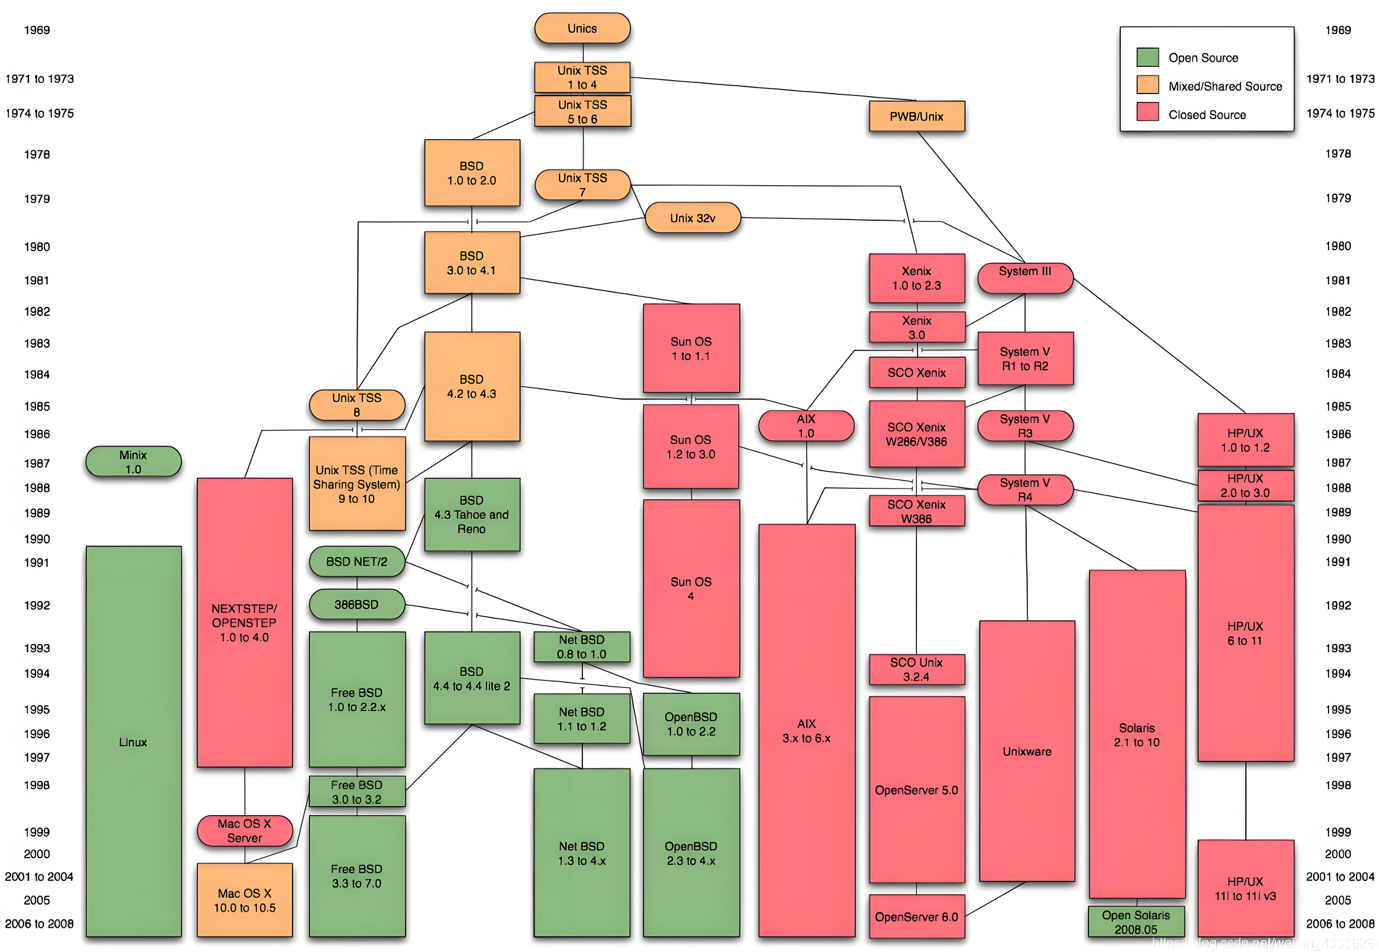 1969
Unics
1969
Open Source
Mixed/Shared Source
Closed Source
1971 to 1973
Unix TSS
1 to 4
1971 to 1973
1974 to 1975
Unix TSS
5 to 6
PWB/Unix
1974 to 1975
1978
BSD
1.0 to 2.0
1978
Unix TSS
7
1979
Unix 32v
1979
1980
BSD
3.0 to 4.1
1980
Xenix
1.0 to 2.3
System III
1981
1981
1982
Sun OS
1 to 1.1
Xenix
3.0
1982
1983
System V
R1 to R2
1983
1984
BSD
4.2 to 4.3
SCO Xenix
1984
Unix TSS
8
1985
AIX
1.0
SCO Xenix
W286/V386
System V
R3
1985
1986
Sun OS
1.2 to 3.0
HP/UX
1.0 to 1.2
1986
Minix
1.0
1987
Unix TSS (Time
Sharing System)
9 to 10
1987
1988
System V
R4
HP/UX
2.0 to 3.0
1988
1989
BSD
4.3 Tahoe and
Reno
SCO Xenix
W386
1989
1990
1990
1991
BSD NET/2
1991
Sun OS
4
1992
386BSD
1992
NEXTSTEP/
OPENSTEP
1.0 to 4.0
HP/UX
6 to 11
1993
Net BSD
0.8 to 1.0
1993
1994
BSD
4.4 to 4.4 lite 2
SCO Unix
3.2.4
1994
Free BSD
1.0 to 2.2.x
1995
Net BSD
1.1 to 1.2
OpenBSD
1.0 to 2.2
1995
1996
AIX
3.x to 6.x
Solaris
2.1 to 10
1996
Linux
Unixware
1997
1997
1998
Free BSD
3.0 to 3.2
OpenServer 5.0
1998
Mac OS X
Server
1999
1999
2000
Net BSD
1.3 to 4.x
OpenBSD
2.3 to 4.x
2000
2001 to 2004
Free BSD
3.3 to 7.0
HP/UX
11i to 11i v3
2001 to 2004
2005
Mac OS X
10.0 to 10.5
2005
2006 to 2008
OpenServer 6.0
Open Solaris
2008.05
2006 to 2008